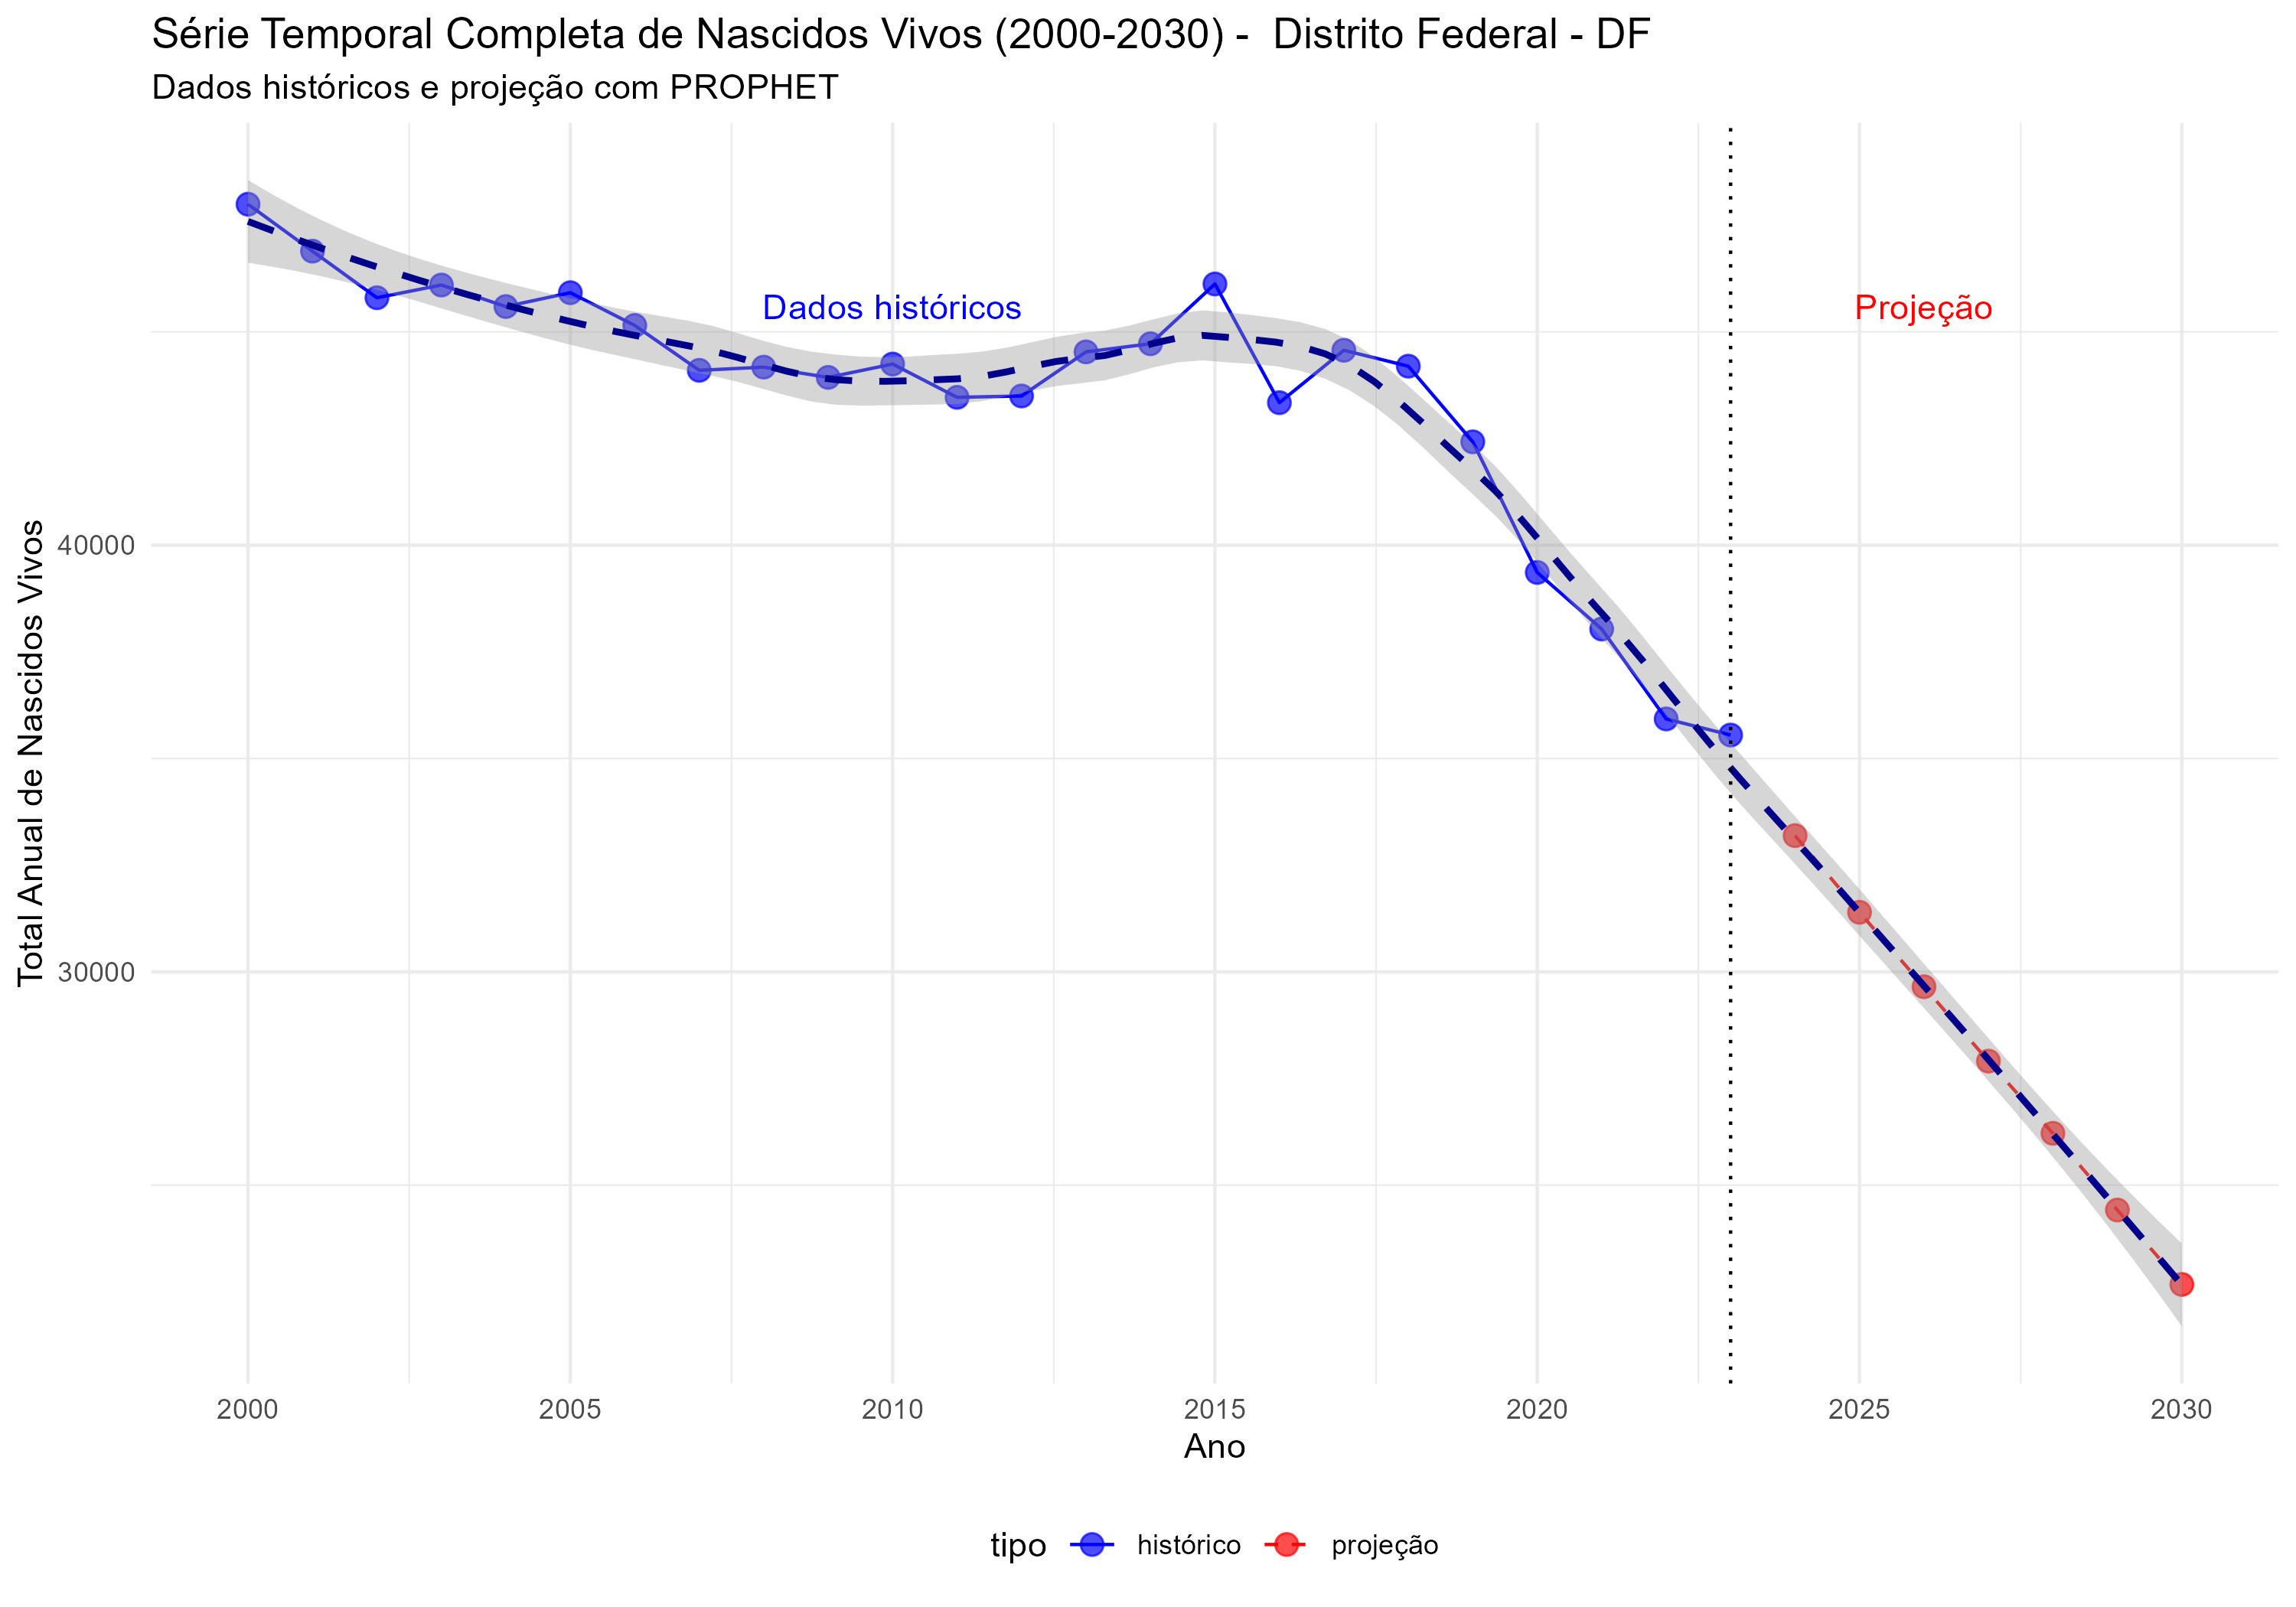 Série Temporal Completa de Nascidos Vivos (2000-2030) -  Distrito Federal - DF
Dados históricos e projeção com PROPHET
Dados históricos
Projeção
Total Anual de Nascidos Vivos
40000
30000
2000
2005
2010
2015
2020
2025
2030
Ano
tipo
histórico
projeção